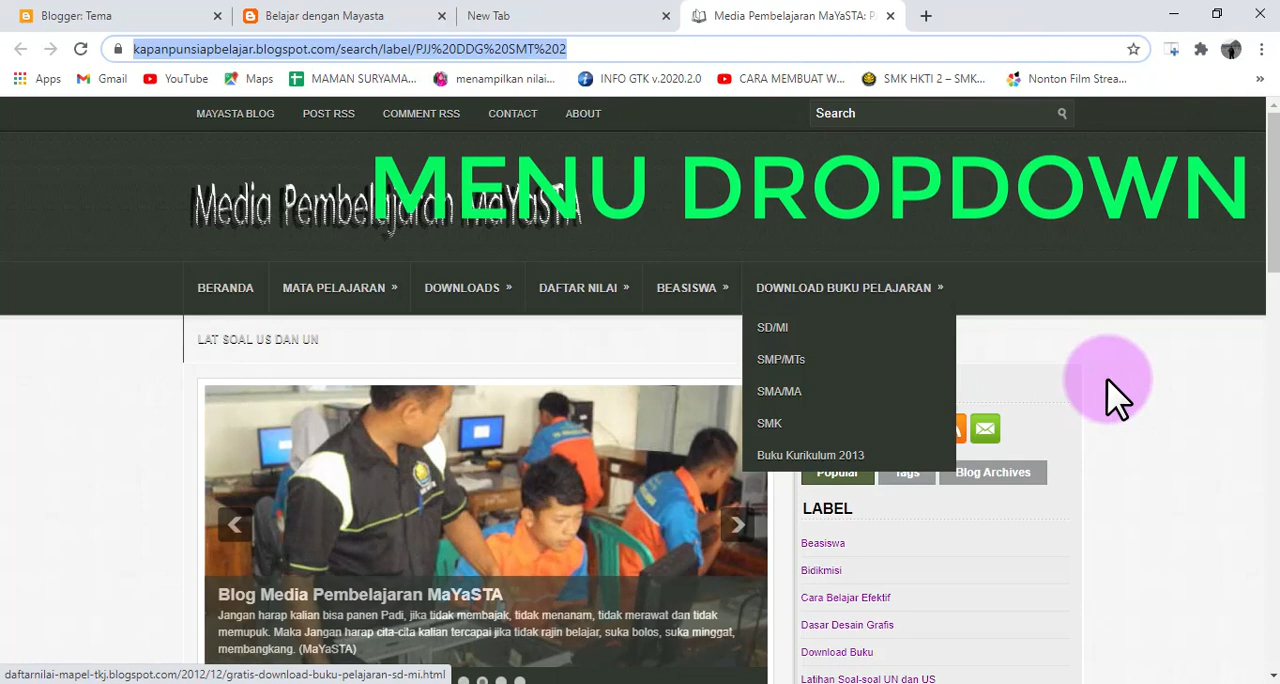 Blogger: Tema
Belajar dengan Mayasta
New Tab
Media Pembelajaran MaYaSTA: P
kapanpunsiapbelajar.blogspot.com/search/label/PJJ%20DDG%20SMT%202
Apps
Gmail
YouTube
Maps
MAMAN SURYAMA...
menampilkan nilai...
INFO GTK v.2020.2.0
CARA MEMBUAT W...
SMK HKTI 2 – SMK...
Nonton Film Strea...
»
MAYASTA BLOG
POST RSS
COMMENT RSS
CONTACT
ABOUT
Search
MENU DROPDOWN
Media Pembelajaran MaYaSTA
BERANDA
MATA PELAJARAN »
DOWNLOADS »
DAFTAR NILAI »
BEASISWA »
DOWNLOAD BUKU PELAJARAN »
SD/MI
SMP/MTs
SMA/MA
SMK
Buku Kurikulum 2013
LAT SOAL US DAN UN
Blog Media Pembelajaran MaYaSTA
Jangan harap kalian bisa panen Padi, jika tidak membajak, tidak menanam, tidak merawat dan tidak
memupuk. Maka Jangan harap cita-cita kalian tercapai jika tidak rajin belajar, suka bolos, suka minggat,
membangkang. (MaYaSTA)
Popular
Tags
Blog Archives
LABEL
Beasiswa
Bidikmisi
Cara Belajar Efektif
Dasar Desain Grafis
Download Buku
Latihan Soal-soal UN dan US
daftarnilai-mapel-tkj.blogspot.com/2012/12/gratis-download-buku-pelajaran-sd-mi.html